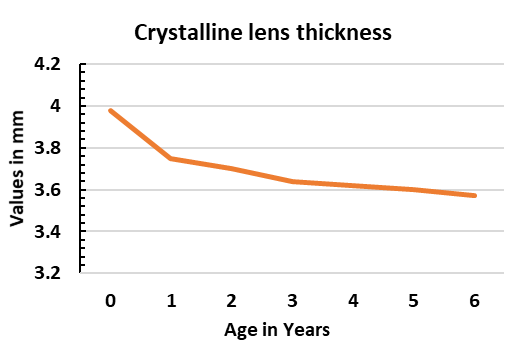 Crystalline lens thickness
Values in mm
4.2
4
3.8
3.6
3.4
3.2
0 1 2 3 4 5 6
Age in Years